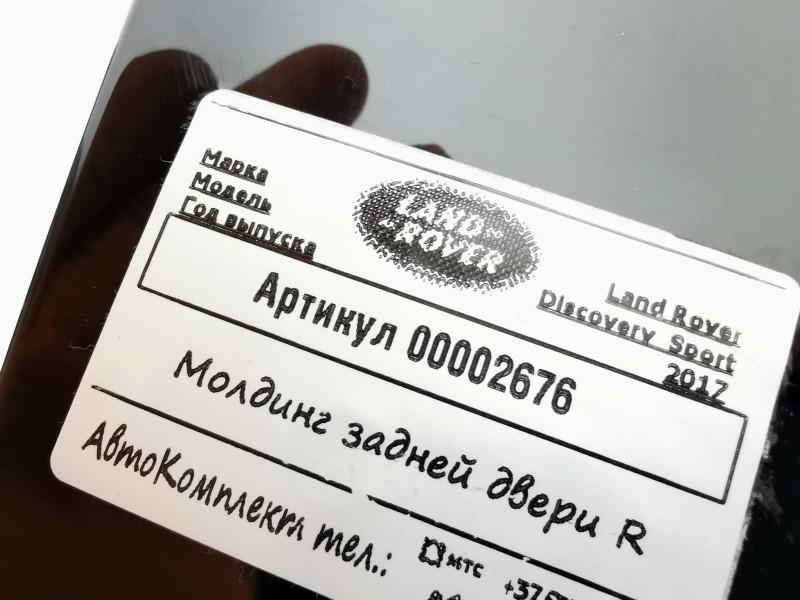 Марка
Модель
Год выпуска
LAND
ROVER
Land Rover
Discovery Sport
2017
Артикул 00002676
Молдинг задней двери R
АвтоКомплект тел.:
мтс